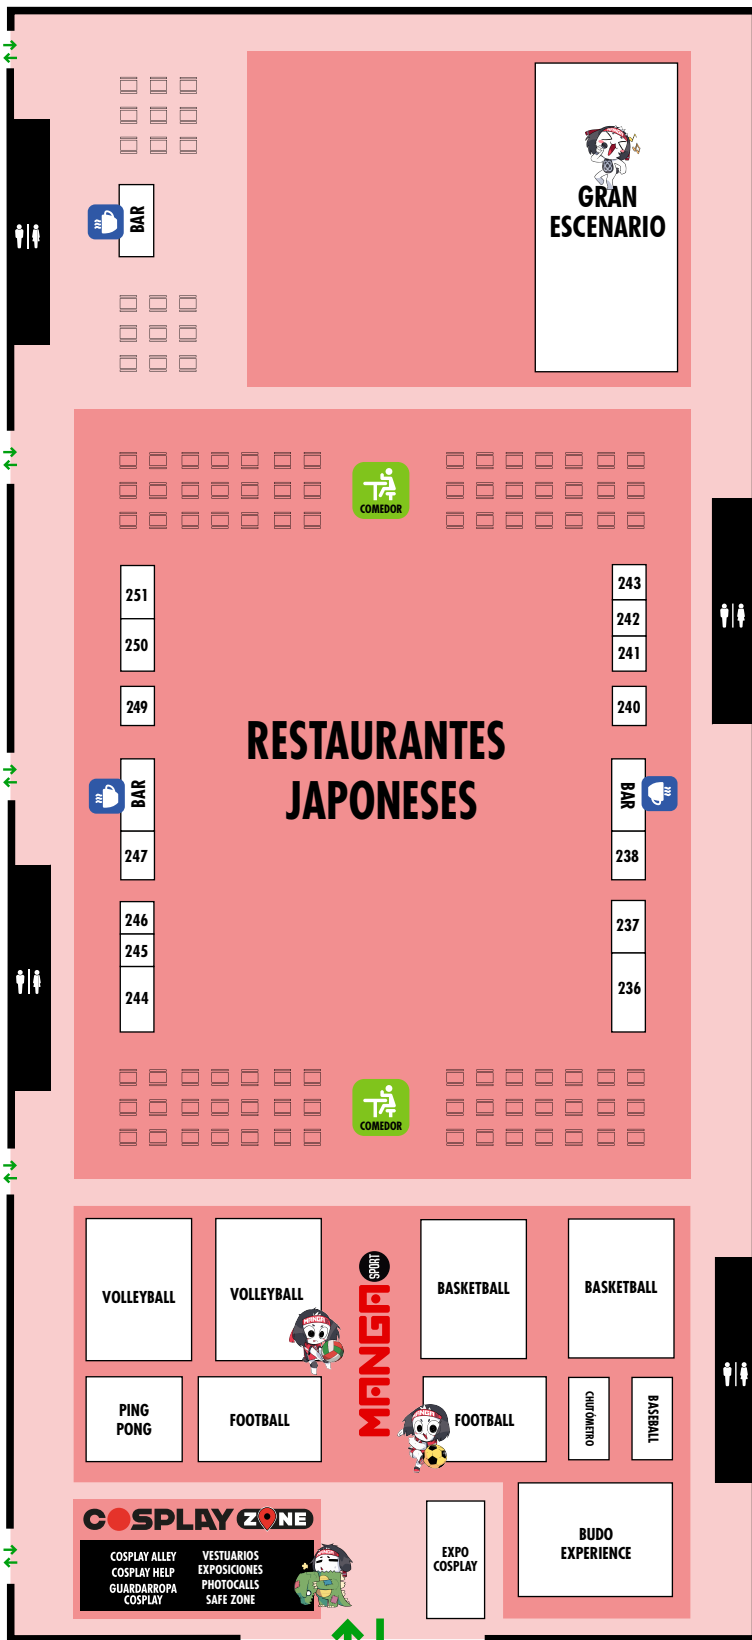 GRAN
ESCENARIO
BAR
COMEDOR
251
250
249
BAR
247
246
245
244
243
242
241
240
BAR
238
237
236
RESTAURANTES
JAPONESES
COMEDOR
VOLLEYBALL
VOLLEYBALL
MANGA SPORT
BASKETBALL
BASKETBALL
PING
PONG
FOOTBALL
FOOTBALL
CHUTÓMETRO
BASEBALL
MANGA
MANGA
COSPLAY ZONE
COSPLAY ALLEY
COSPLAY HELP
GUARDARROPA
COSPLAY
VESTUARIOS
EXPOSICIONES
PHOTOCALLS
SAFE ZONE
EXPO
COSPLAY
BUDO
EXPERIENCE